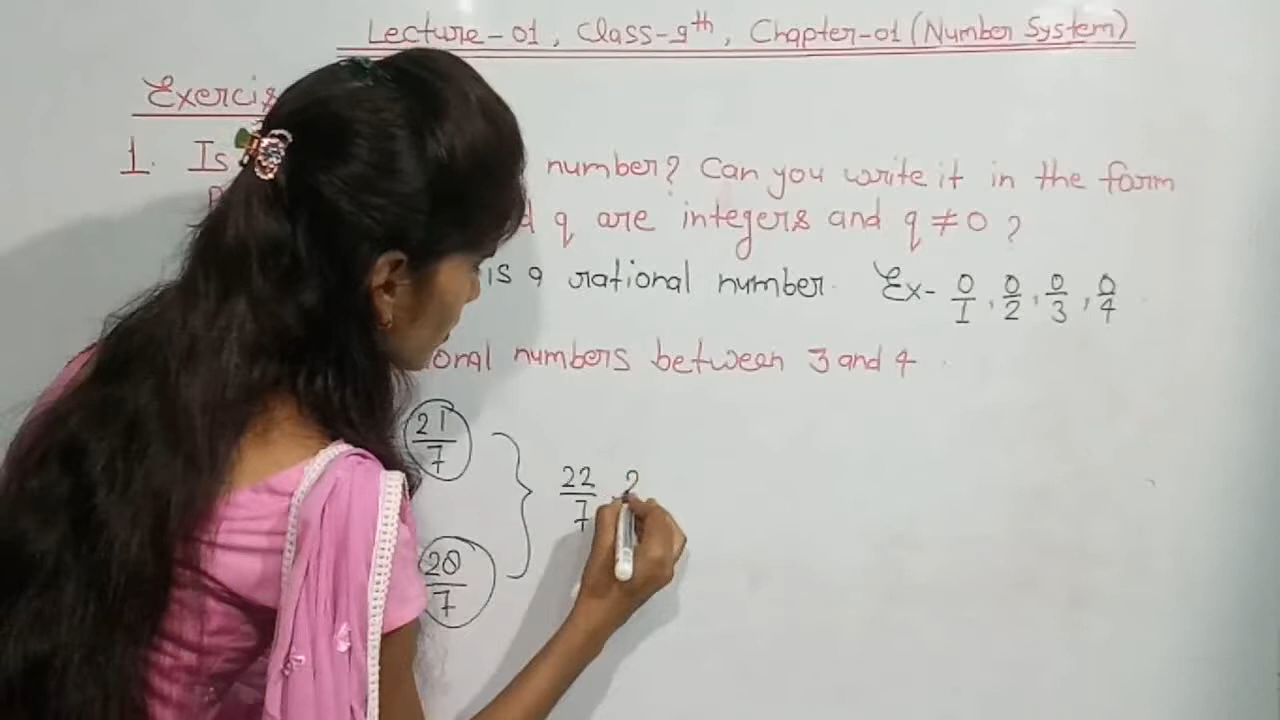 Lecture-01, Class-9th, Chapter-01 (Number System)
Exercis
1. Is number? Can you write it in the form
q are integers and q ≠ 0?
is a rational number. Ex- 0/1, 0/2, 0/3, 0/4
onal numbers between 3 and 4
21/7
22/7 2
28/7